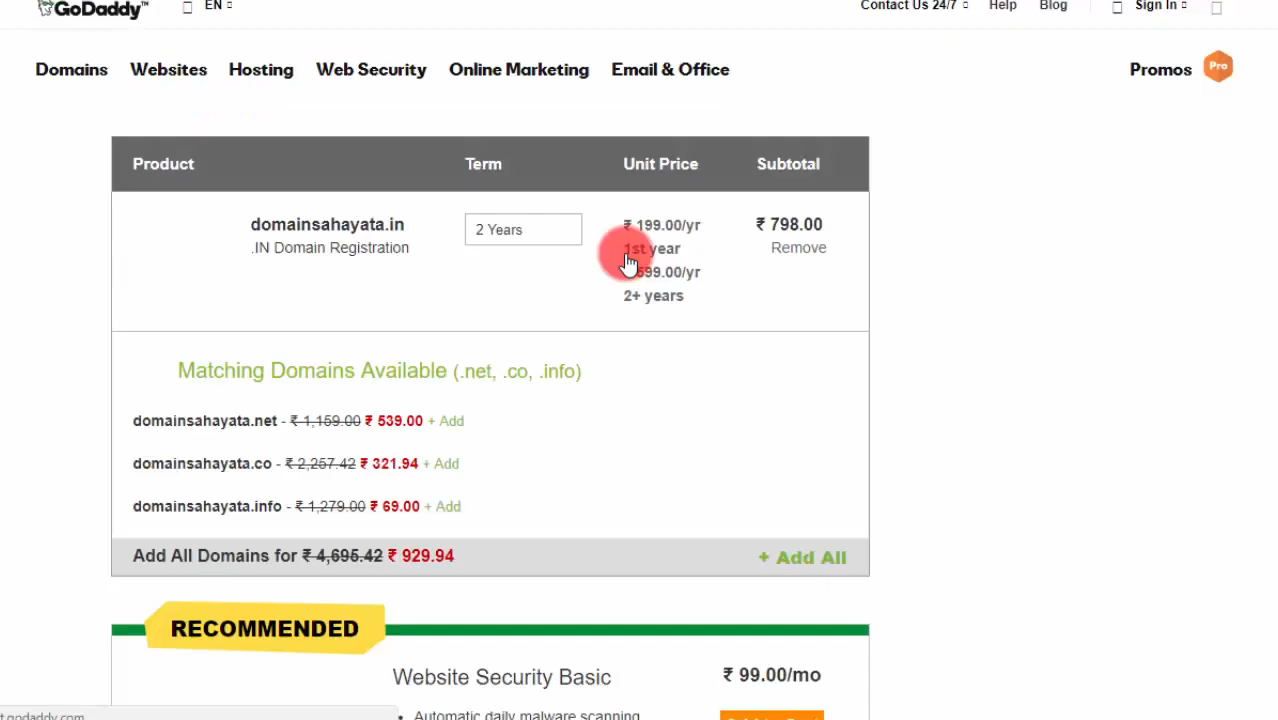 GoDaddy™ EN Contact Us 24/7 Help Blog Sign In
Domains Websites Hosting Web Security Online Marketing Email & Office Promos Pro
Product Term Unit Price Subtotal
domainsahayata.in 2 Years ₹ 199.00/yr ₹ 798.00
.IN Domain Registration 1st year Remove
599.00/yr
2+ years
Matching Domains Available (.net, .co, .info)
domainsahayata.net - ₹ 1,159.00 ₹ 539.00 + Add
domainsahayata.co - ₹ 2,257.42 ₹ 321.94 + Add
domainsahayata.info - ₹ 1,279.00 ₹ 69.00 + Add
Add All Domains for ₹ 4,695.42 ₹ 929.94 + Add All
RECOMMENDED
Website Security Basic ₹ 99.00/mo
• Automatic daily malware scanning
godaddy.com